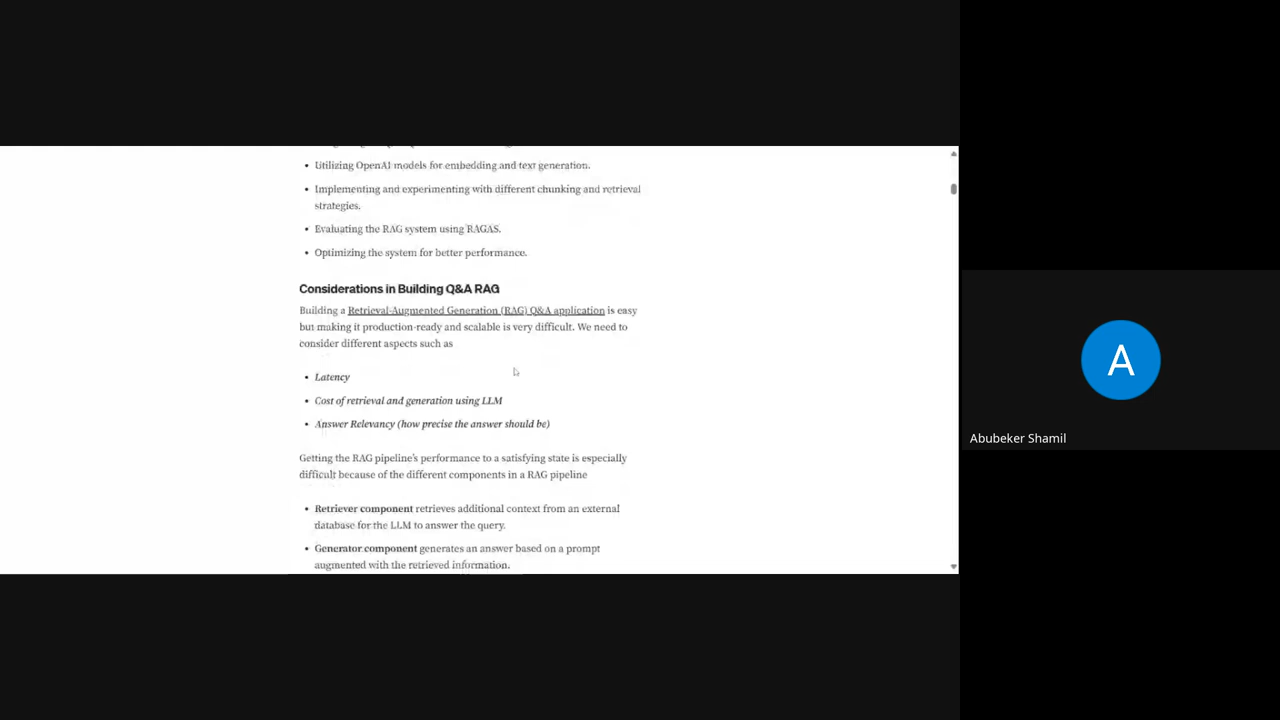 • Utilizing OpenAI models for embedding and text generation.
• Implementing and experimenting with different chunking and retrieval
strategies.
• Evaluating the RAG system using RAGAS.
• Optimizing the system for better performance.
Considerations in Building Q&A RAG
Building a Retrieval-Augmented Generation (RAG) Q&A application is easy
but making it production-ready and scalable is very difficult. We need to
consider different aspects such as
• Latency
• Cost of retrieval and generation using LLM
• Answer Relevancy (how precise the answer should be)
Getting the RAG pipeline's performance to a satisfying state is especially
difficult because of the different components in a RAG pipeline
• Retriever component retrieves additional context from an external
database for the LLM to answer the query.
• Generator component generates an answer based on a prompt
augmented with the retrieved information.
A
Abubeker Shamil